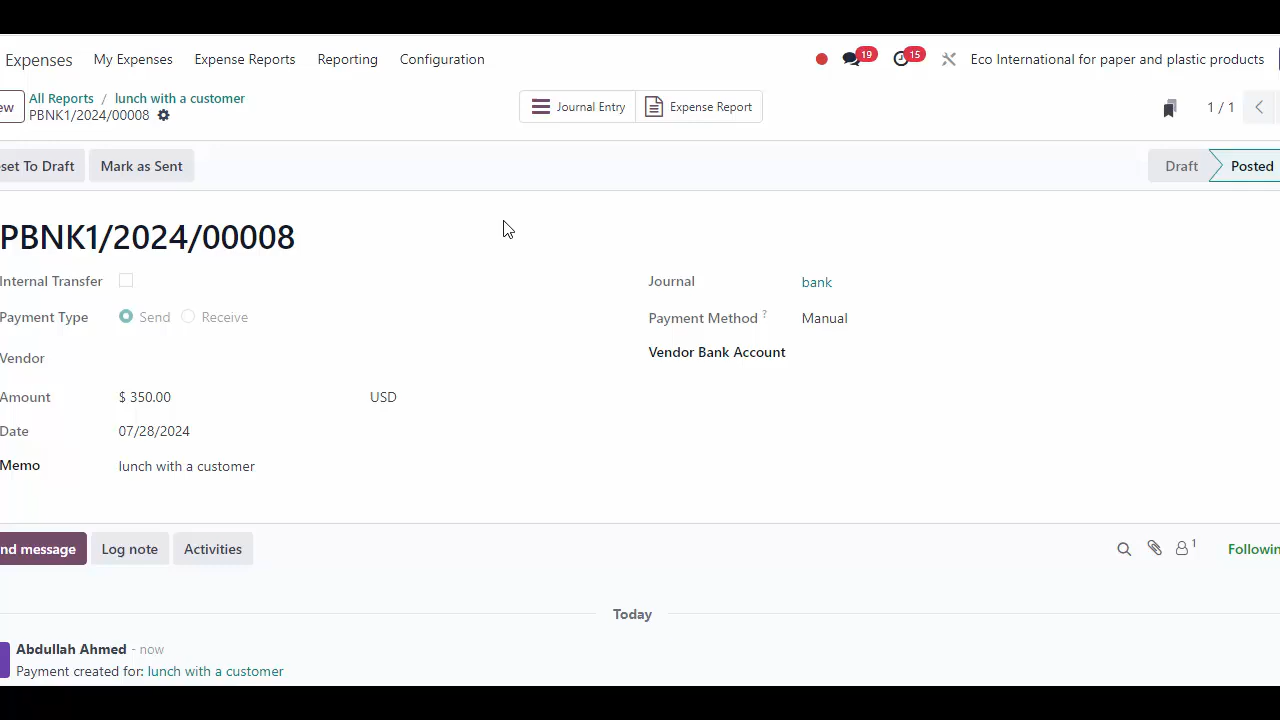 Expenses My Expenses Expense Reports Reporting Configuration 19 15 Eco International for paper and plastic products
ew All Reports / lunch with a customer
PBNK1/2024/00008
Journal Entry Expense Report 1 / 1
set To Draft Mark as Sent Draft Posted
PBNK1/2024/00008
Internal Transfer
Journal bank
Payment Type Send Receive
Payment Method ? Manual
Vendor
Vendor Bank Account
Amount $ 350.00 USD
Date 07/28/2024
Memo lunch with a customer
nd message Log note Activities 1 Followin
Today
Abdullah Ahmed - now
Payment created for: lunch with a customer